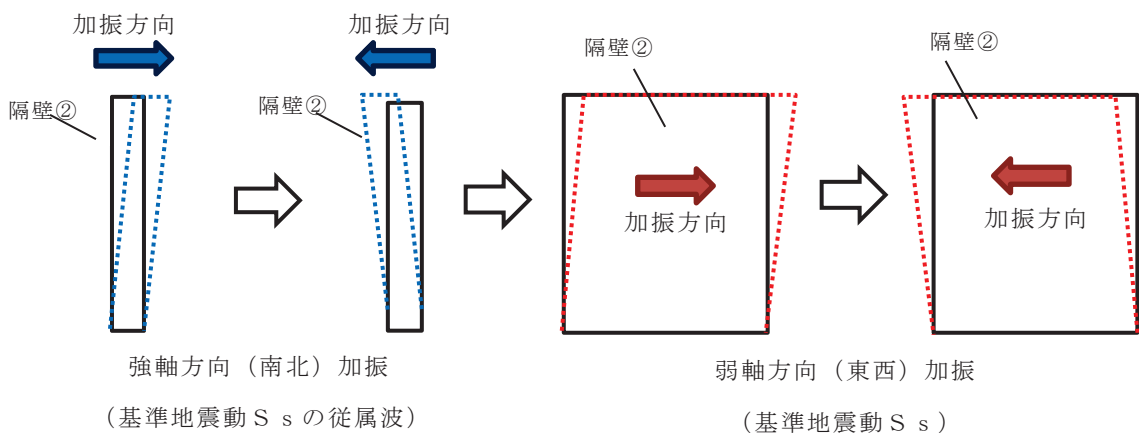 加振方向
加振方向
隔壁②
隔壁②
隔壁②
隔壁②
加振方向
加振方向
強軸方向(南北)加振
(基準地震動Ssの従属波)
弱軸方向(東西)加振
(基準地震動Ss)